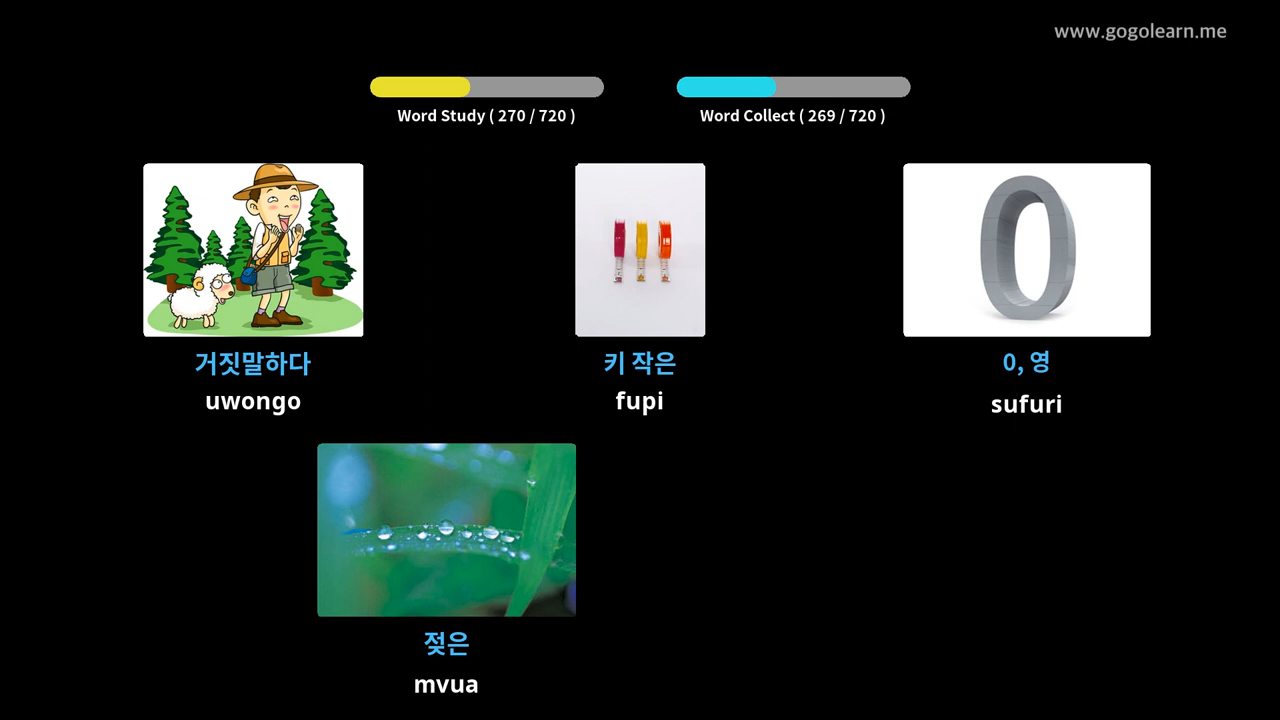 www.gogolearn.me
Word Study ( 270 / 720 )
Word Collect ( 269 / 720 )
거짓말하다
uwongo
키 작은
fupi
0, 영
sufuri
젖은
mvua